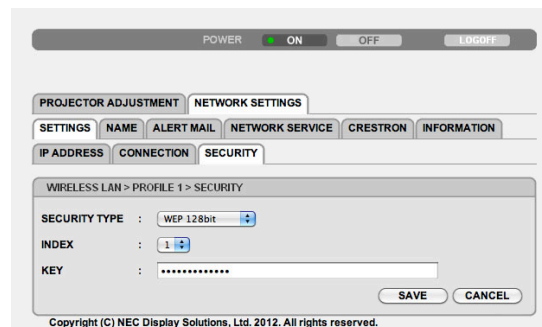 POWER ON OFF LOGOFF
PROJECTOR ADJUSTMENT NETWORK SETTINGS
SETTINGS NAME ALERT MAIL NETWORK SERVICE CRESTRON INFORMATION
IP ADDRESS CONNECTION SECURITY
WIRELESS LAN > PROFILE 1 > SECURITY
SECURITY TYPE : WEP 128bit
INDEX : 1
KEY : •••••••••••••
SAVE CANCEL
Copyright (C) NEC Display Solutions, Ltd. 2012. All rights reserved.